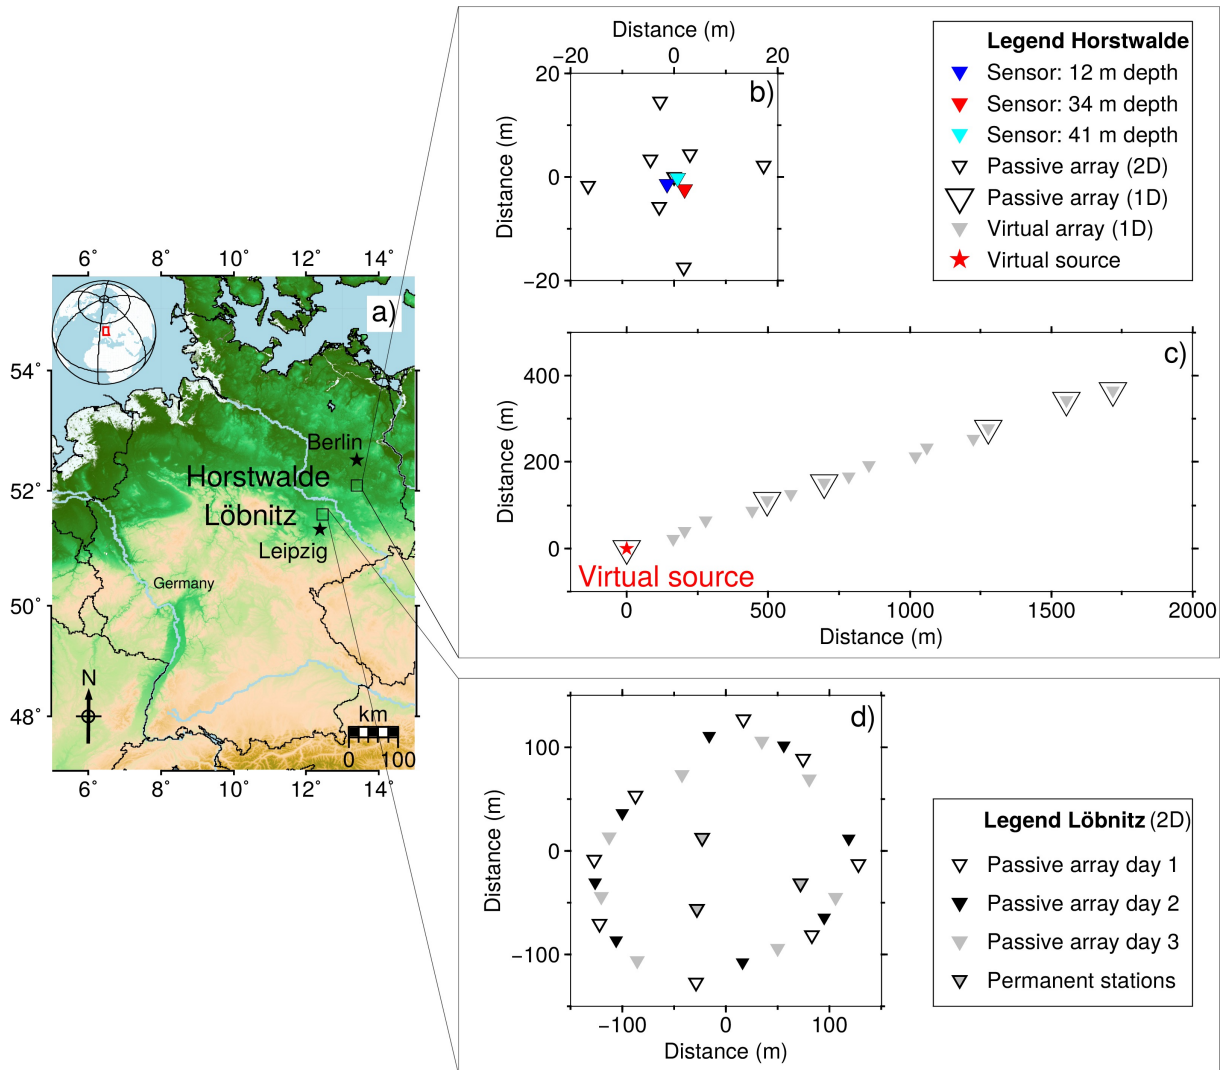 Distance (m)
−20 0 20
20
b)
Distance (m)
0
−20
Legend Horstwalde
Sensor: 12 m depth
Sensor: 34 m depth
Sensor: 41 m depth
Passive array (2D)
Passive array (1D)
Virtual array (1D)
Virtual source
6˚ 8˚ 10˚ 12˚ 14˚
a)
54˚
52˚
50˚
48˚
Berlin
Horstwalde
Löbnitz
Leipzig
Germany
N
km
0 100
6˚ 8˚ 10˚ 12˚ 14˚
c)
400
200
0
Distance (m)
Virtual source
0 500 1000 1500 2000
Distance (m)
d)
100
0
−100
Distance (m)
−100 0 100
Distance (m)
Legend Löbnitz (2D)
Passive array day 1
Passive array day 2
Passive array day 3
Permanent stations